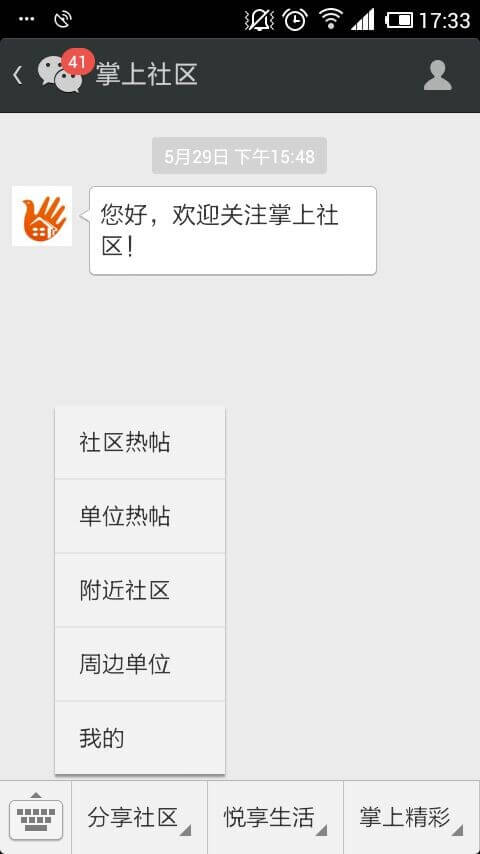 17:33
41
掌上社区
5月29日 下午15:48
您好，欢迎关注掌上社
区！
社区热帖
单位热帖
附近社区
周边单位
我的
分享社区
悦享生活
掌上精彩